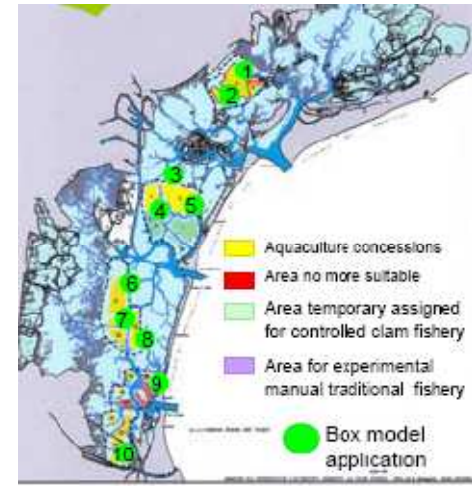 1
2
3
4
5
6
7
8
9
10
Aquaculture concessions
Area no more suitable
Area temporary assigned
for controlled clam fishery
Area for experimental
manual traditional fishery
Box model
application